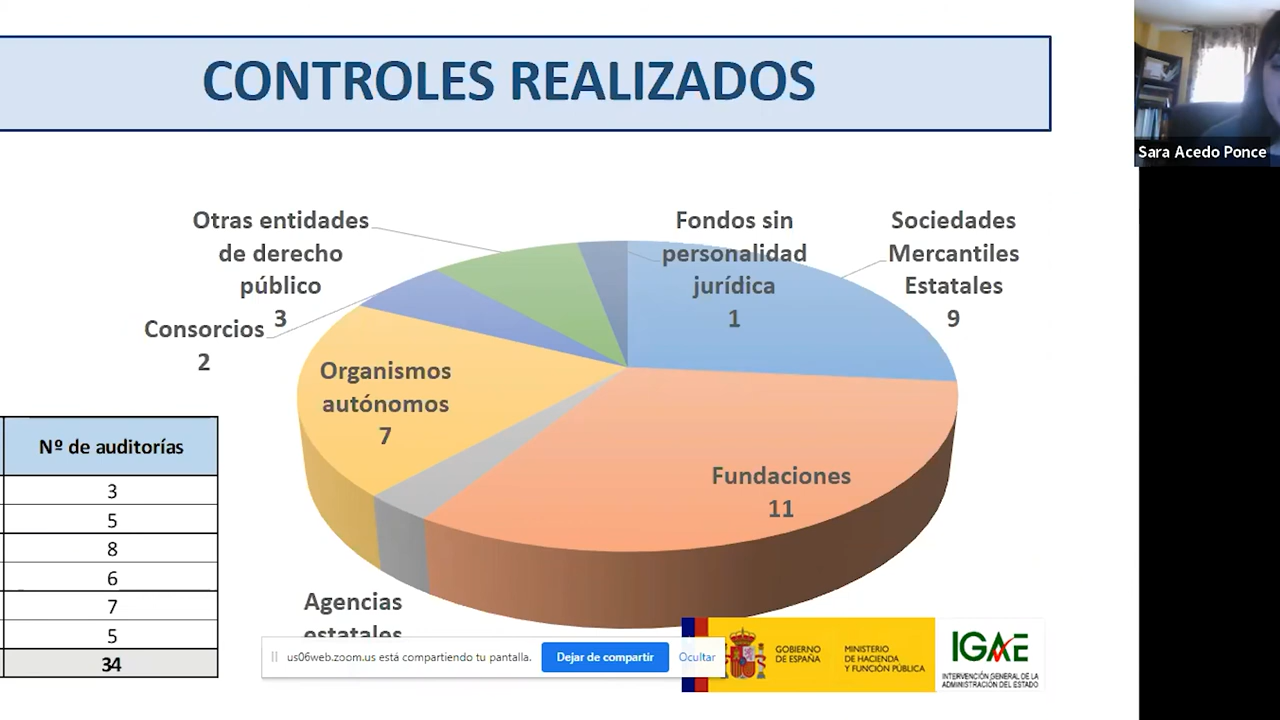 CONTROLES REALIZADOS
Sara Acedo Ponce
Otras entidades
de derecho
público
3
Fondos sin
personalidad
jurídica
1
Sociedades
Mercantiles
Estatales
9
Consorcios
2
Organismos
autónomos
7
Fundaciones
11
Agencias
estatales
Nº de auditorías
3
5
8
6
7
5
34
us06web.zoom.us está compartiendo tu pantalla.
Dejar de compartir
Ocultar
GOBIERNO
DE ESPAÑA
MINISTERIO
DE HACIENDA
Y FUNCIÓN PÚBLICA
IGAE
INTERVENCIÓN GENERAL DE LA
ADMINISTRACIÓN DEL ESTADO